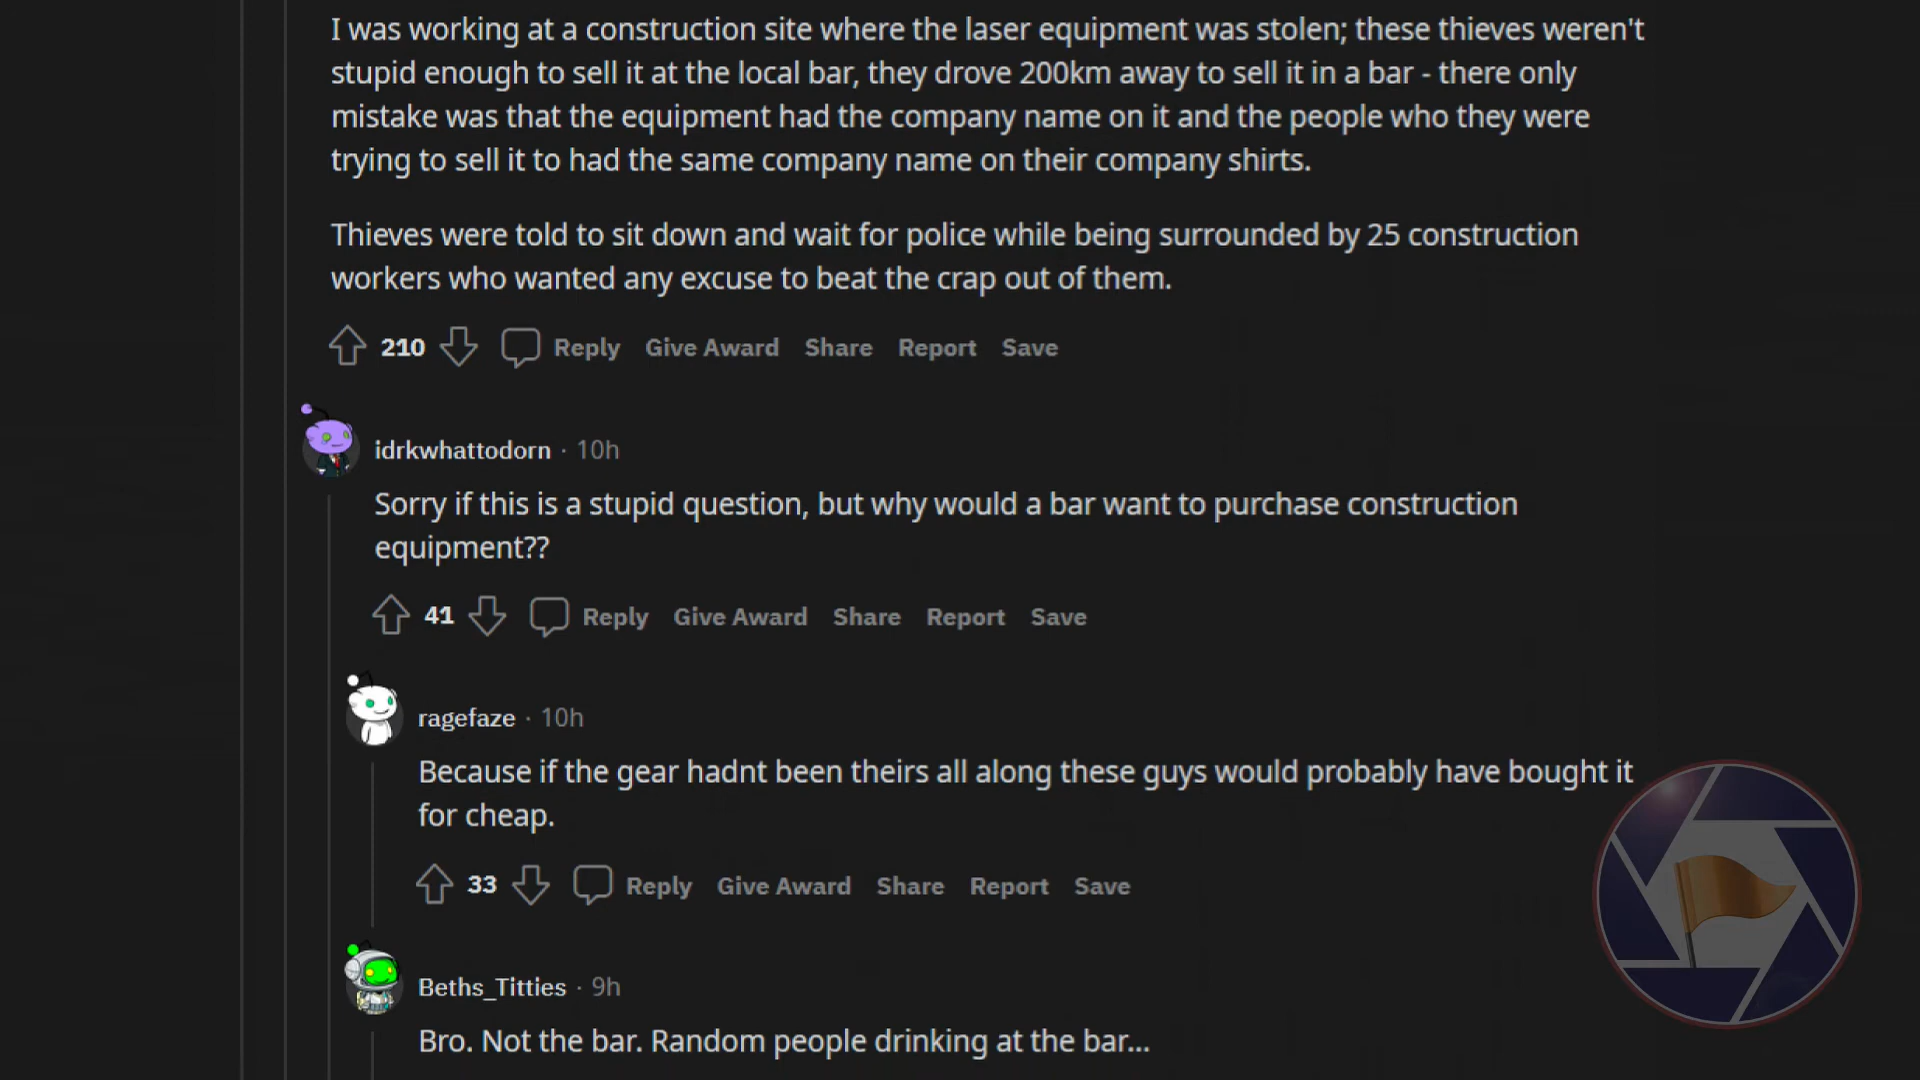 I was working at a construction site where the laser equipment was stolen; these thieves weren't
stupid enough to sell it at the local bar, they drove 200km away to sell it in a bar - there only
mistake was that the equipment had the company name on it and the people who they were
trying to sell it to had the same company name on their company shirts.
Thieves were told to sit down and wait for police while being surrounded by 25 construction
workers who wanted any excuse to beat the crap out of them.
210 Reply Give Award Share Report Save
idrkwhattodorn · 10h
Sorry if this is a stupid question, but why would a bar want to purchase construction
equipment??
41 Reply Give Award Share Report Save
ragefaze · 10h
Because if the gear hadnt been theirs all along these guys would probably have bought it
for cheap.
33 Reply Give Award Share Report Save
Beths_Titties · 9h
Bro. Not the bar. Random people drinking at the bar...